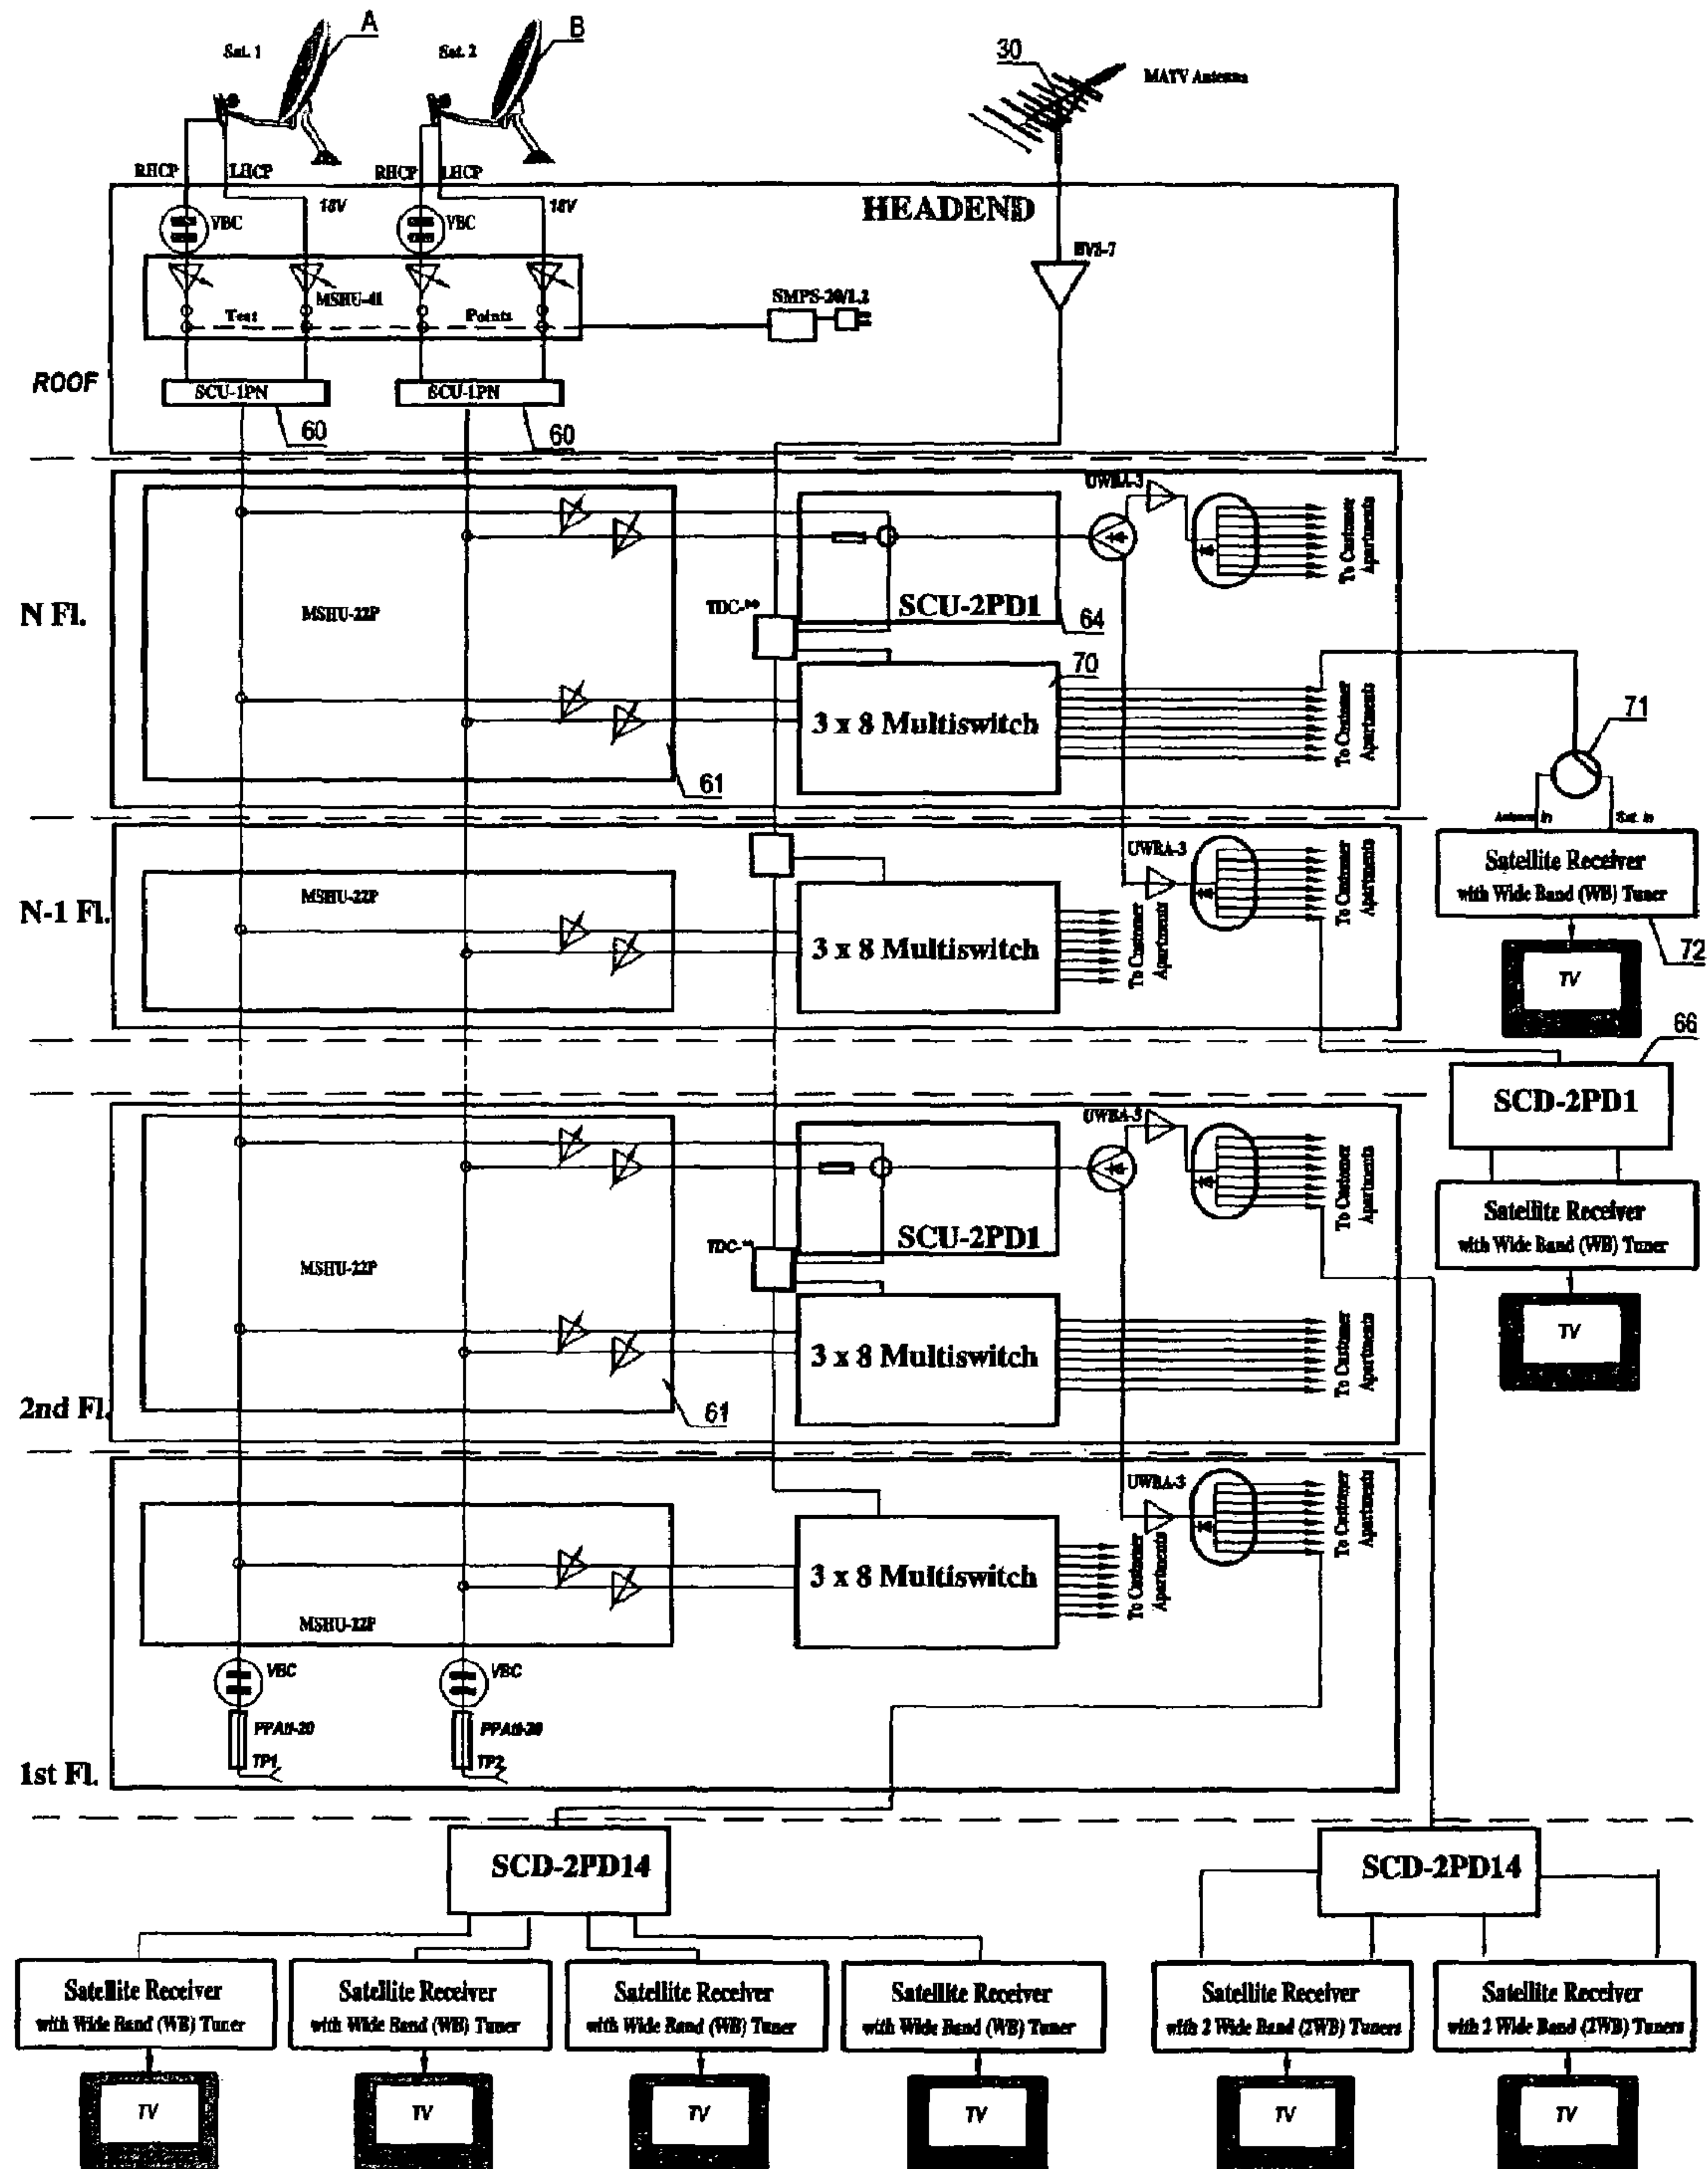 A
B
Sat. 1
Sat. 2
30
MATV Antenna
RHCP
LHCP
RHCP
LHCP
18V
18V
HEADEND
VBC
VBC
MSHU-41
Test
Points
SMPS-20/1.2
ROOF
SCU-1PN
SCU-1PN
60
60
UWBA-3
To Customer
Apartments
N Fl.
MSHU-22P
TDC-**
SCU-2PD1
64
70
3 x 8 Multiswitch
To Customer
Apartments
61
71
Antenna In
Sat. In
N-1 Fl.
MSHU-22P
3 x 8 Multiswitch
To Customer
Apartments
UWBA-3
To Customer
Apartments
Satellite Receiver
with Wide Band (WB) Tuner
72
TV
66
SCD-2PD1
Satellite Receiver
with Wide Band (WB) Tuner
TV
UWBA-3
To Customer
Apartments
MSHU-22P
SCU-2PD1
TDC-**
3 x 8 Multiswitch
To Customer
Apartments
2nd Fl.
61
UWBA-3
To Customer
Apartments
3 x 8 Multiswitch
To Customer
Apartments
MSHU-22P
VBC
VBC
PPAtt-20
PPAtt-20
TP1
TP2
1st Fl.
SCD-2PD14
SCD-2PD14
Satellite Receiver
with Wide Band (WB) Tuner
Satellite Receiver
with Wide Band (WB) Tuner
Satellite Receiver
with Wide Band (WB) Tuner
Satellite Receiver
with Wide Band (WB) Tuner
Satellite Receiver
with 2 Wide Band (2WB) Tuners
Satellite Receiver
with 2 Wide Band (2WB) Tuners
TV
TV
TV
TV
TV
TV